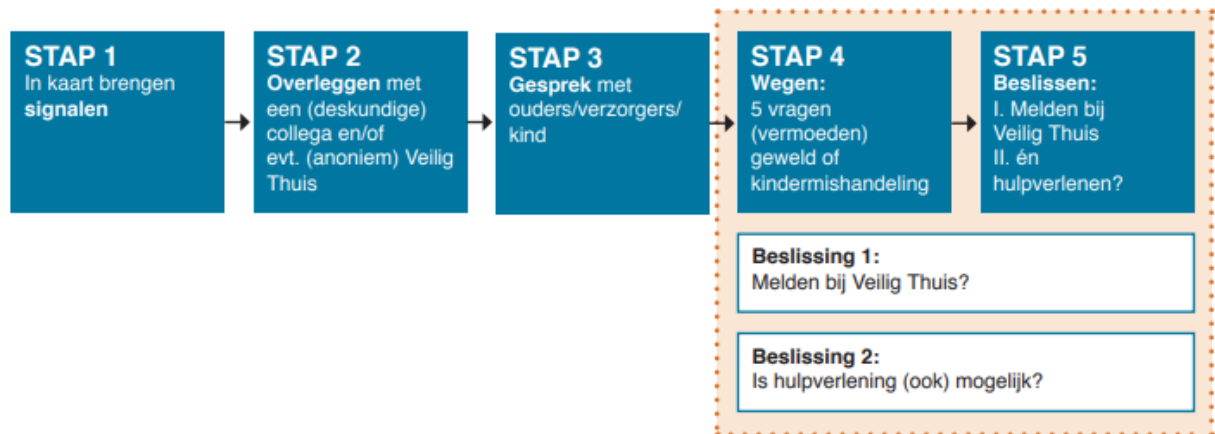 STAP 1
In kaart brengen
signalen
STAP 2
Overleggen met
een (deskundige)
collega en/of
evt. (anoniem) Veilig
Thuis
STAP 3
Gesprek met
ouders/verzorgers/
kind
STAP 4
Wegen:
5 vragen
(vermoeden)
geweld of
kindermishandeling
STAP 5
Beslissen:
I. Melden bij
Veilig Thuis
II. én
hulpverlenen?
Beslissing 1:
Melden bij Veilig Thuis?
Beslissing 2:
Is hulpverlening (ook) mogelijk?